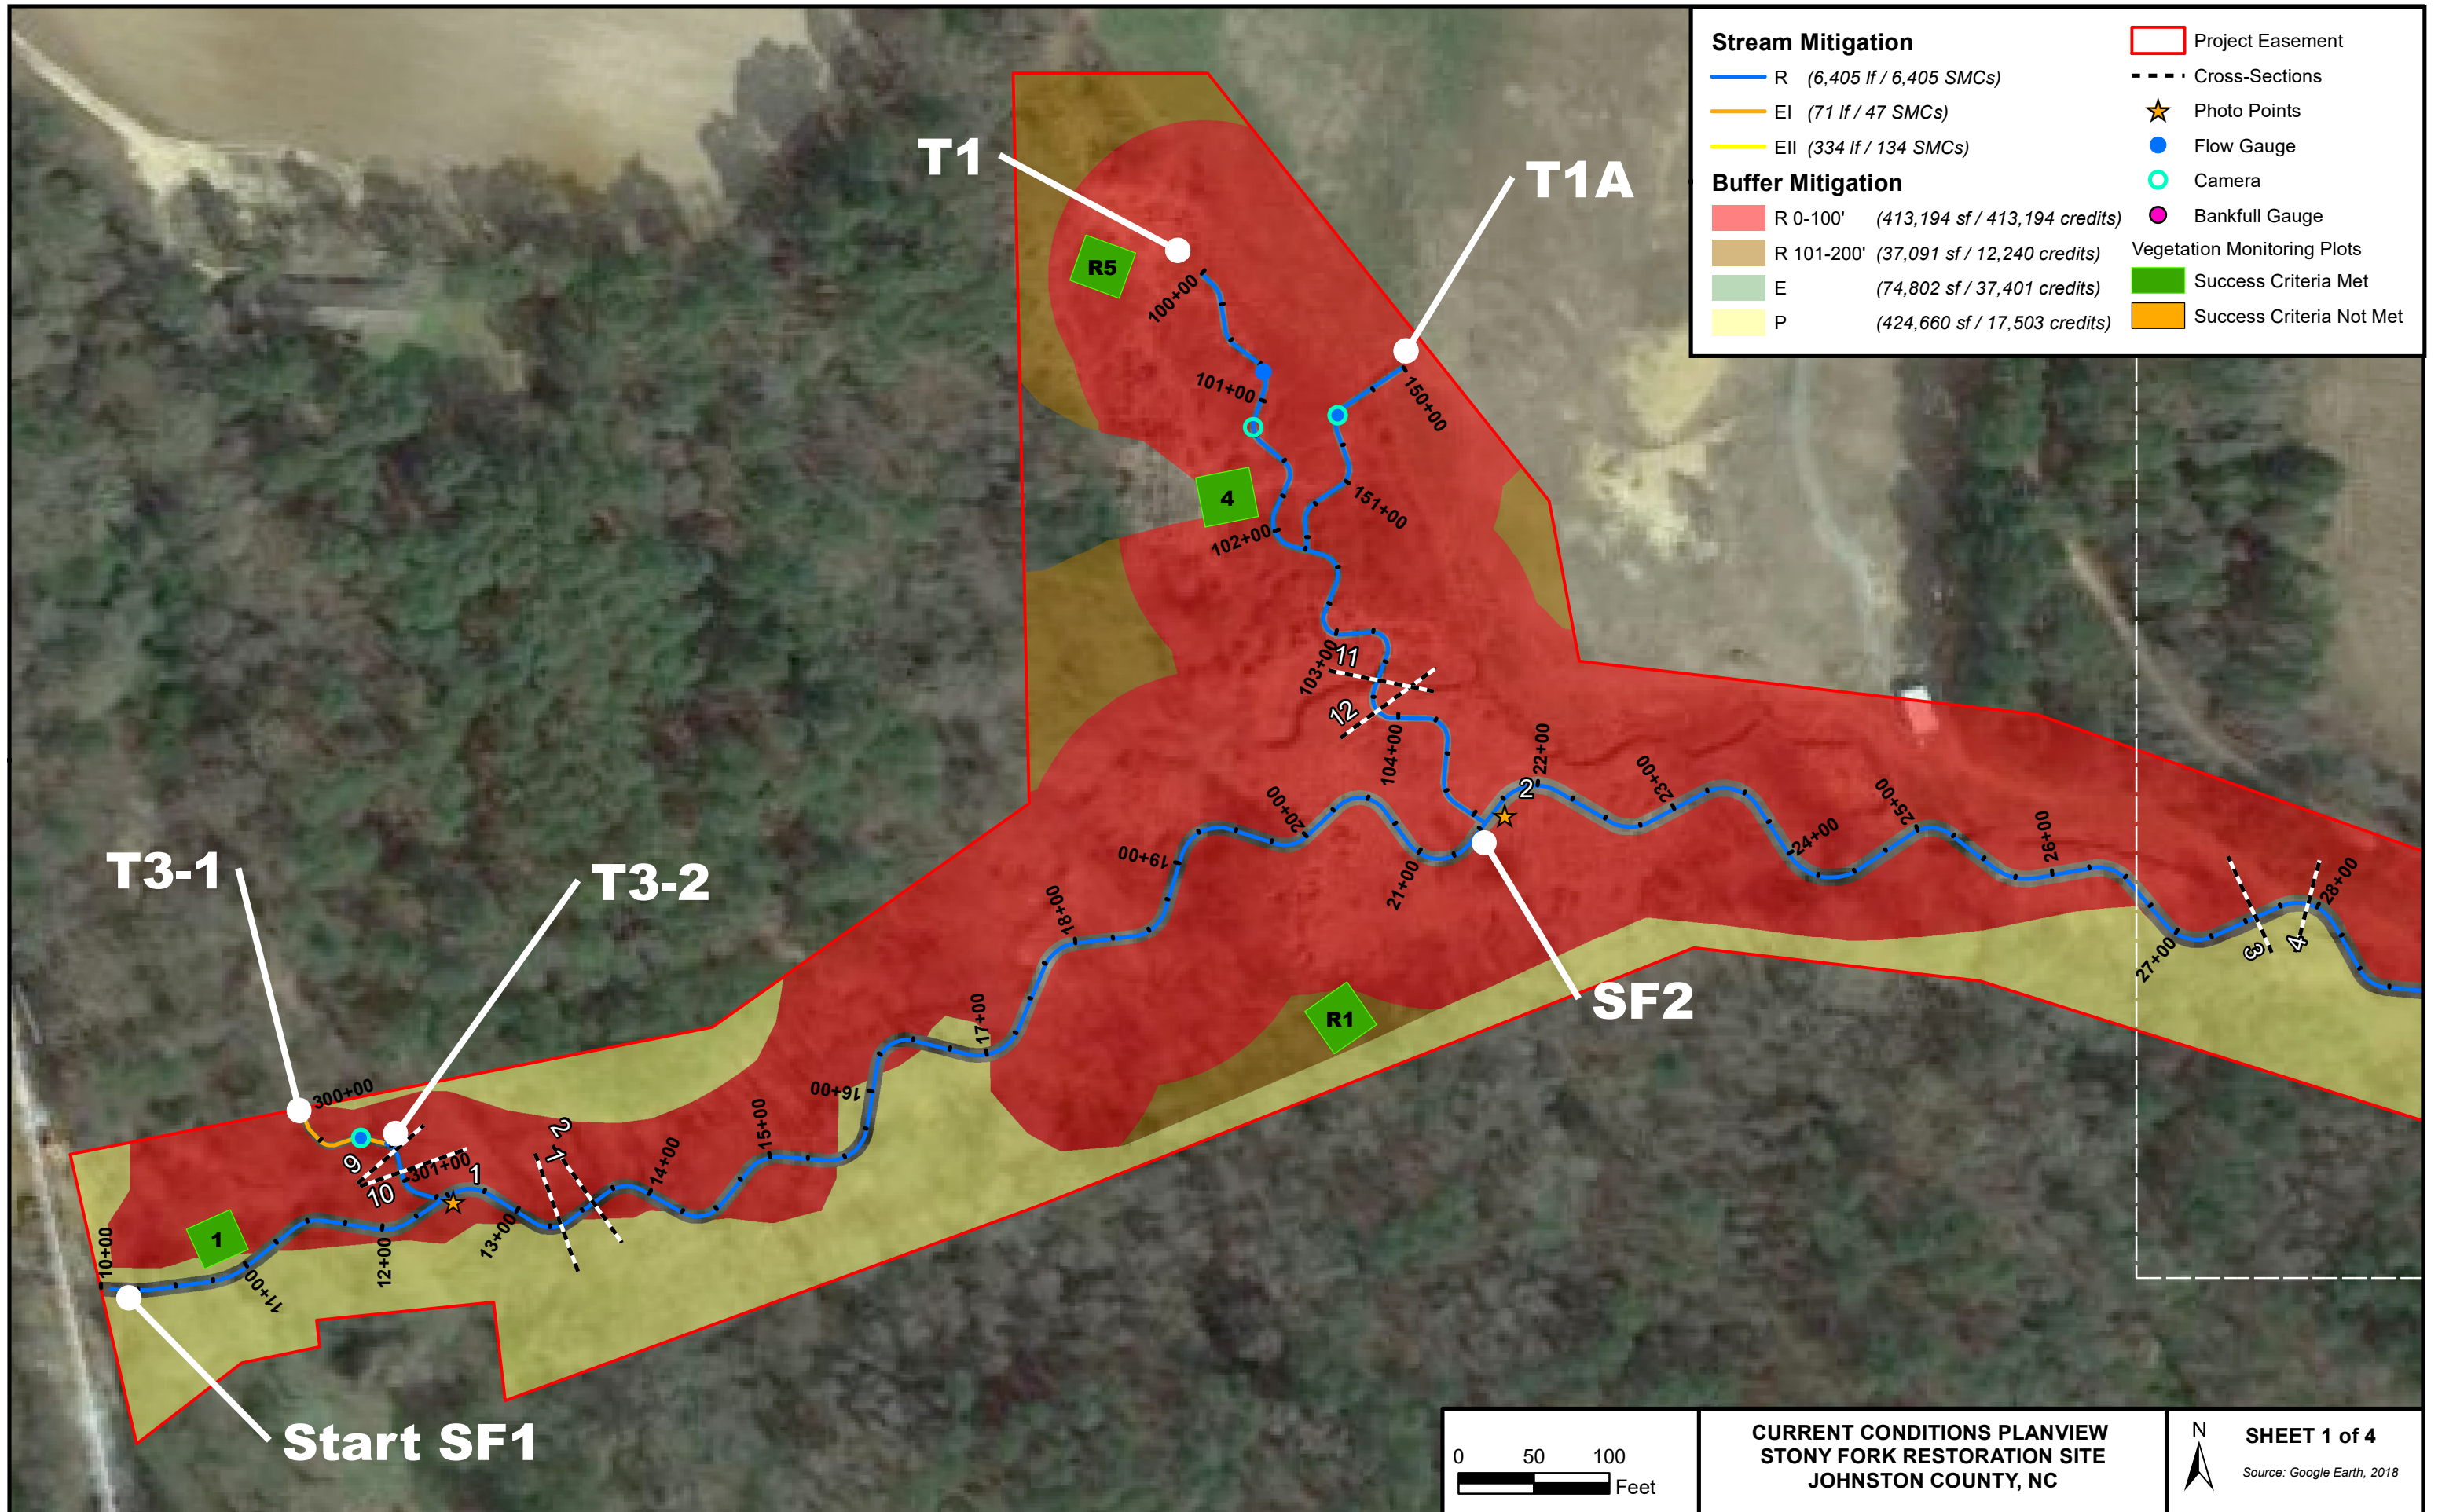 Stream Mitigation
R (6,405 lf / 6,405 SMCs)
EI (71 lf / 47 SMCs)
EII (334 lf / 134 SMCs)
Buffer Mitigation
R 0-100' (413,194 sf / 413,194 credits)
R 101-200' (37,091 sf / 12,240 credits)
E (74,802 sf / 37,401 credits)
P (424,660 sf / 17,503 credits)
Project Easement
Cross-Sections
Photo Points
Flow Gauge
Camera
Bankfull Gauge
Vegetation Monitoring Plots
Success Criteria Met
Success Criteria Not Met
T1
T1A
R5
100+00
101+00
150+00
4
151+00
102+00
103+00
11
12
104+00
22+00
2
23+00
20+00
25+00
24+00
26+00
19+00
21+00
28+00
T3-1
T3-2
18+00
27+00
3
4
SF2
R1
17+00
300+00
16+00
15+00
2
1
14+00
9
301+00
10
1
13+00
1
12+00
10+00
11+00
Start SF1
0 50 100
Feet
CURRENT CONDITIONS PLANVIEW
STONY FORK RESTORATION SITE
JOHNSTON COUNTY, NC
N
SHEET 1 of 4
Source: Google Earth, 2018